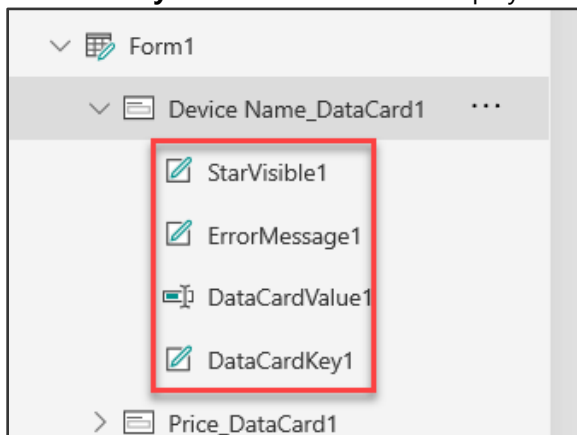 Form1
Device Name_DataCard1 ...
StarVisible1
ErrorMessage1
DataCardValue1
DataCardKey1
Price_DataCard1